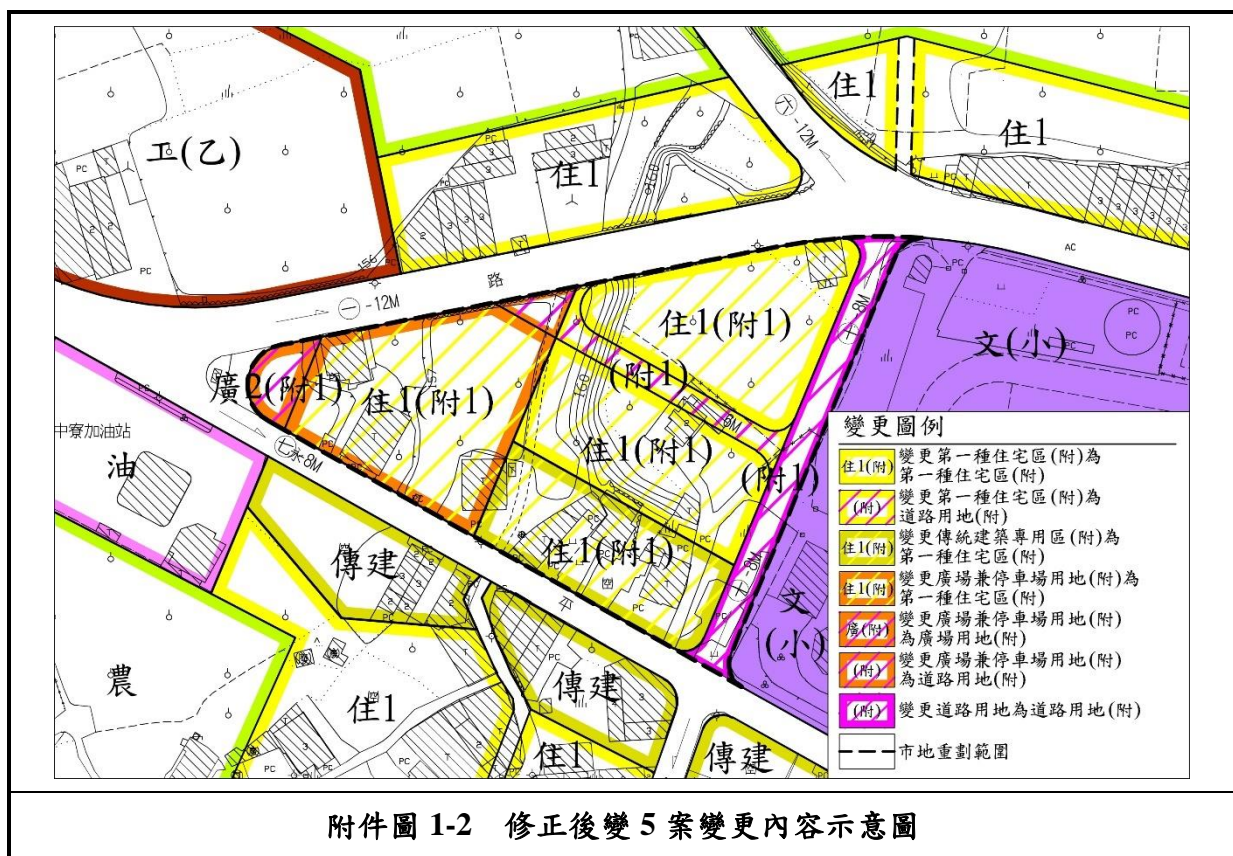 工(乙)
住1
住1
住1
六-12M
一-12M
路
住1(附1)
十-8M
文(小)
廣2(附1)
住1(附1)
(附1)
-6M
住1(附1)
(附1)
中寮加油站
油
七永-8M
住1(附1)
平
傳建
農
住1
傳建
住1
傳建
文
(小)
變更圖例
住1(附) 變更第一種住宅區(附)為
第一種住宅區(附)
(附) 變更第一種住宅區(附)為
道路用地(附)
住1(附) 變更傳統建築專用區(附)為
第一種住宅區(附)
住1(附) 變更廣場兼停車場用地(附)為
第一種住宅區(附)
廣(附) 變更廣場兼停車場用地(附)
為廣場用地(附)
(附) 變更廣場兼停車場用地(附)
為道路用地(附)
(附) 變更道路用地為道路用地(附)
市地重劃範圍
附件圖 1-2 修正後變 5 案變更內容示意圖